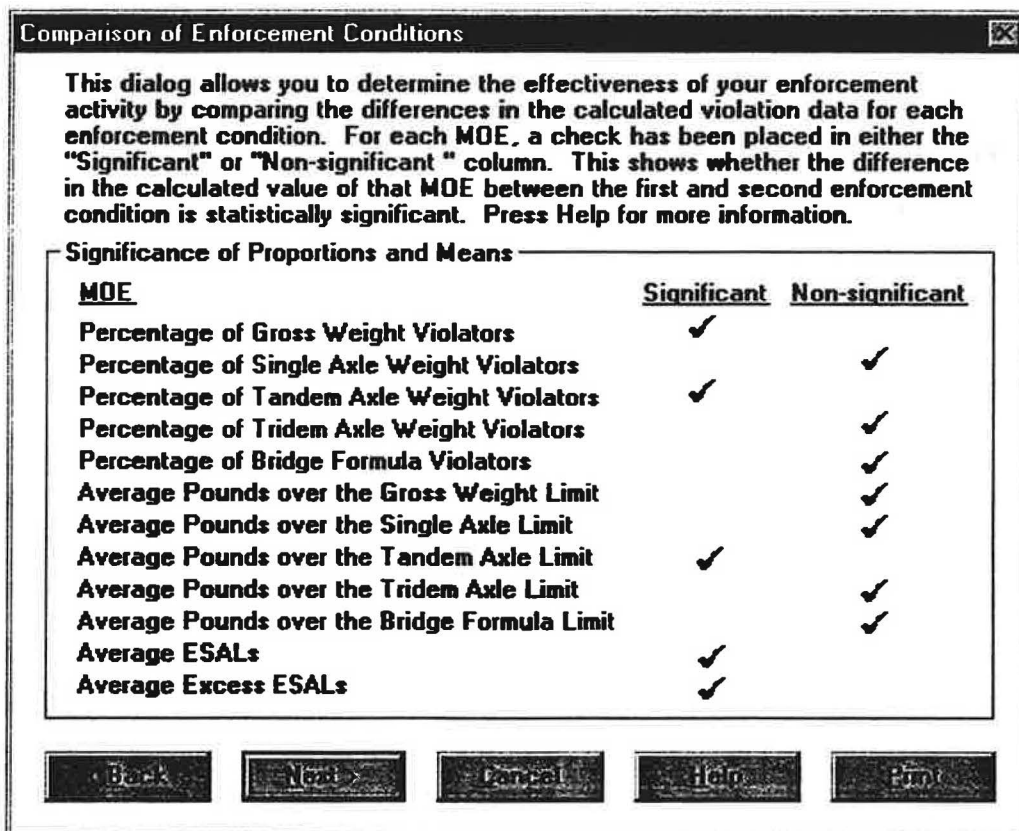 Comparison of Enforcement Conditions
This dialog allows you to determine the effectiveness of your enforcement
activity by comparing the differences in the calculated violation data for each
enforcement condition. For each MOE, a check has been placed in either the
"Significant" or "Non-significant " column. This shows whether the difference
in the calculated value of that MOE between the first and second enforcement
condition is statistically significant. Press Help for more information.
Significance of Proportions and Means
MOE Significant Non-significant
Percentage of Gross Weight Violators ✓
Percentage of Single Axle Weight Violators ✓
Percentage of Tandem Axle Weight Violators ✓
Percentage of Tridem Axle Weight Violators ✓
Percentage of Bridge Formula Violators ✓
Average Pounds over the Gross Weight Limit ✓
Average Pounds over the Single Axle Limit ✓
Average Pounds over the Tandem Axle Limit ✓
Average Pounds over the Tridem Axle Limit ✓
Average Pounds over the Bridge Formula Limit ✓
Average ESALs ✓
Average Excess ESALs ✓
< Back Next > Cancel Help Print